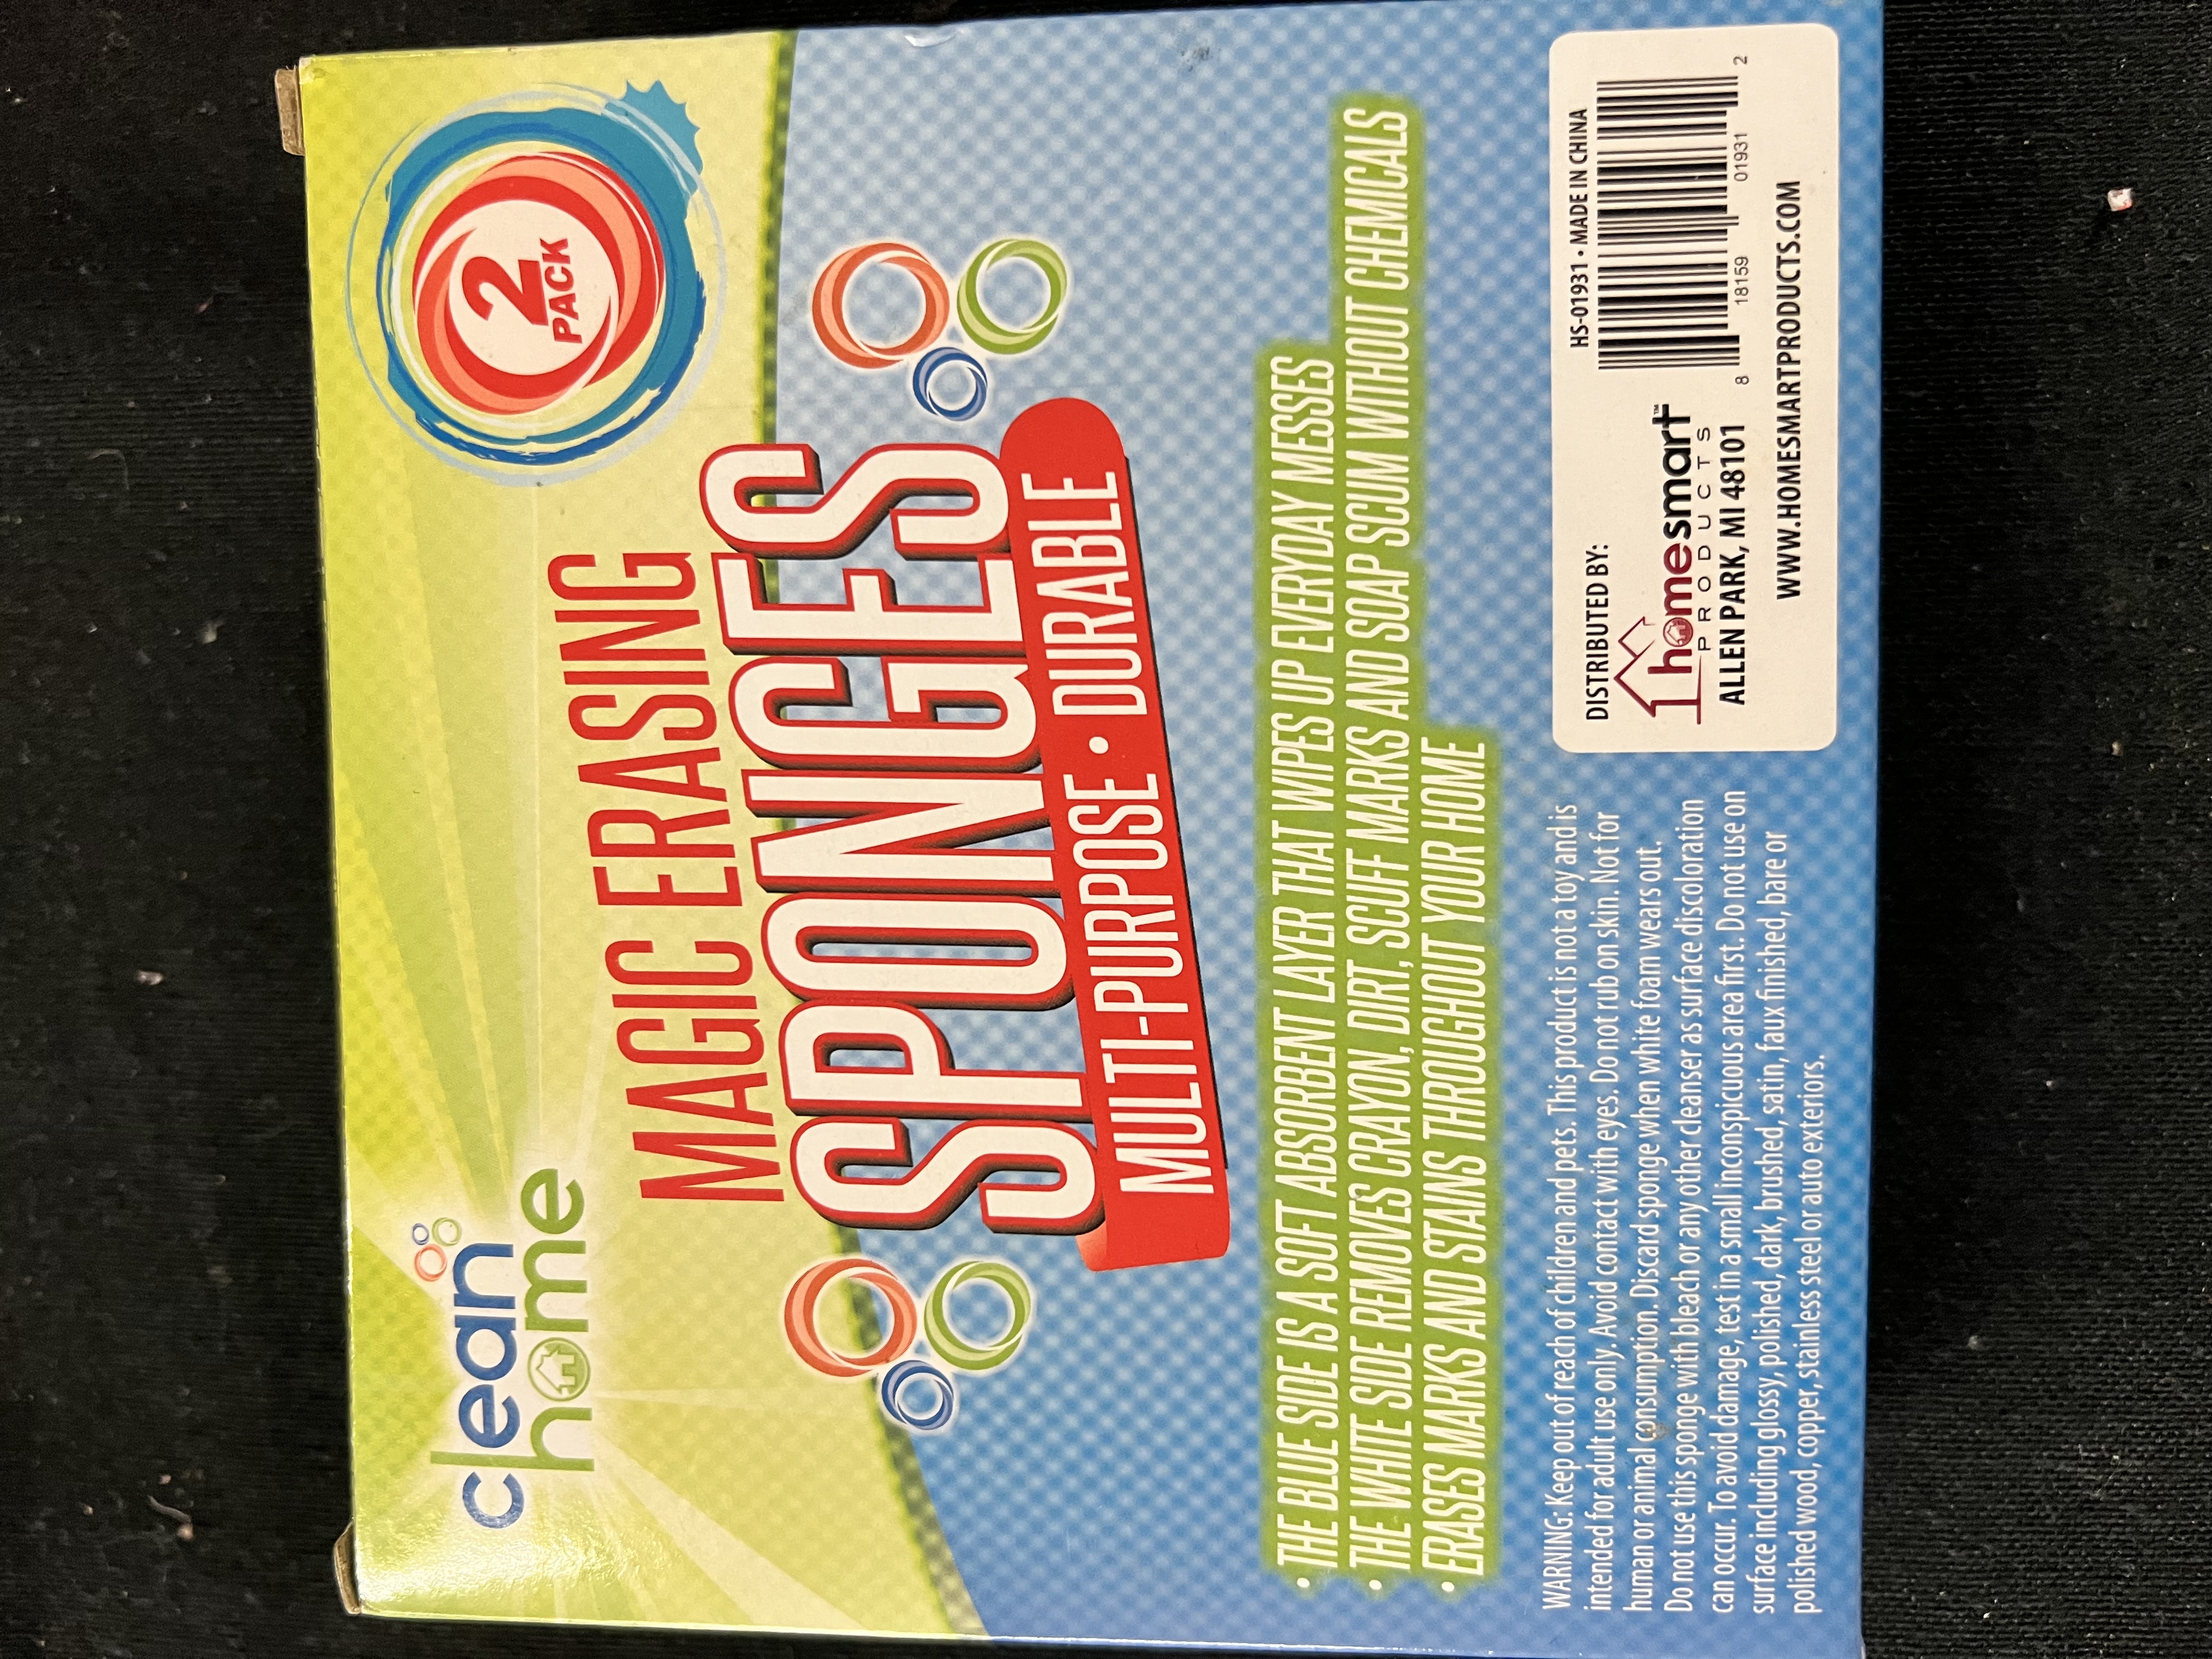 clean
home
2
PACK
MAGIC ERASING
SPONGES
MULTI-PURPOSE • DURABLE
• THE BLUE SIDE IS A SOFT ABSORBENT LAYER THAT WIPES UP EVERYDAY MESSES
• THE WHITE SIDE REMOVES CRAYON, DIRT, SCUFF MARKS AND SOAP SCUM WITHOUT CHEMICALS
• ERASES MARKS AND STAINS THROUGHOUT YOUR HOME
WARNING: Keep out of reach of children and pets. This product is not a toy and is
intended for adult use only. Avoid contact with eyes. Do not rub on skin. Not for
human or animal consumption. Discard sponge when white foam wears out.
Do not use this sponge with bleach or any other cleanser as surface discoloration
can occur. To avoid damage, test in a small inconspicuous area first. Do not use on
surface including glossy, polished, dark, brushed, satin, faux finished, bare or
polished wood, copper, stainless steel or auto exteriors.
DISTRIBUTED BY:
homesmart™
PRODUCTS
ALLEN PARK, MI 48101
HS-01931 • MADE IN CHINA
8 18159 01931 2
WWW.HOMESMARTPRODUCTS.COM